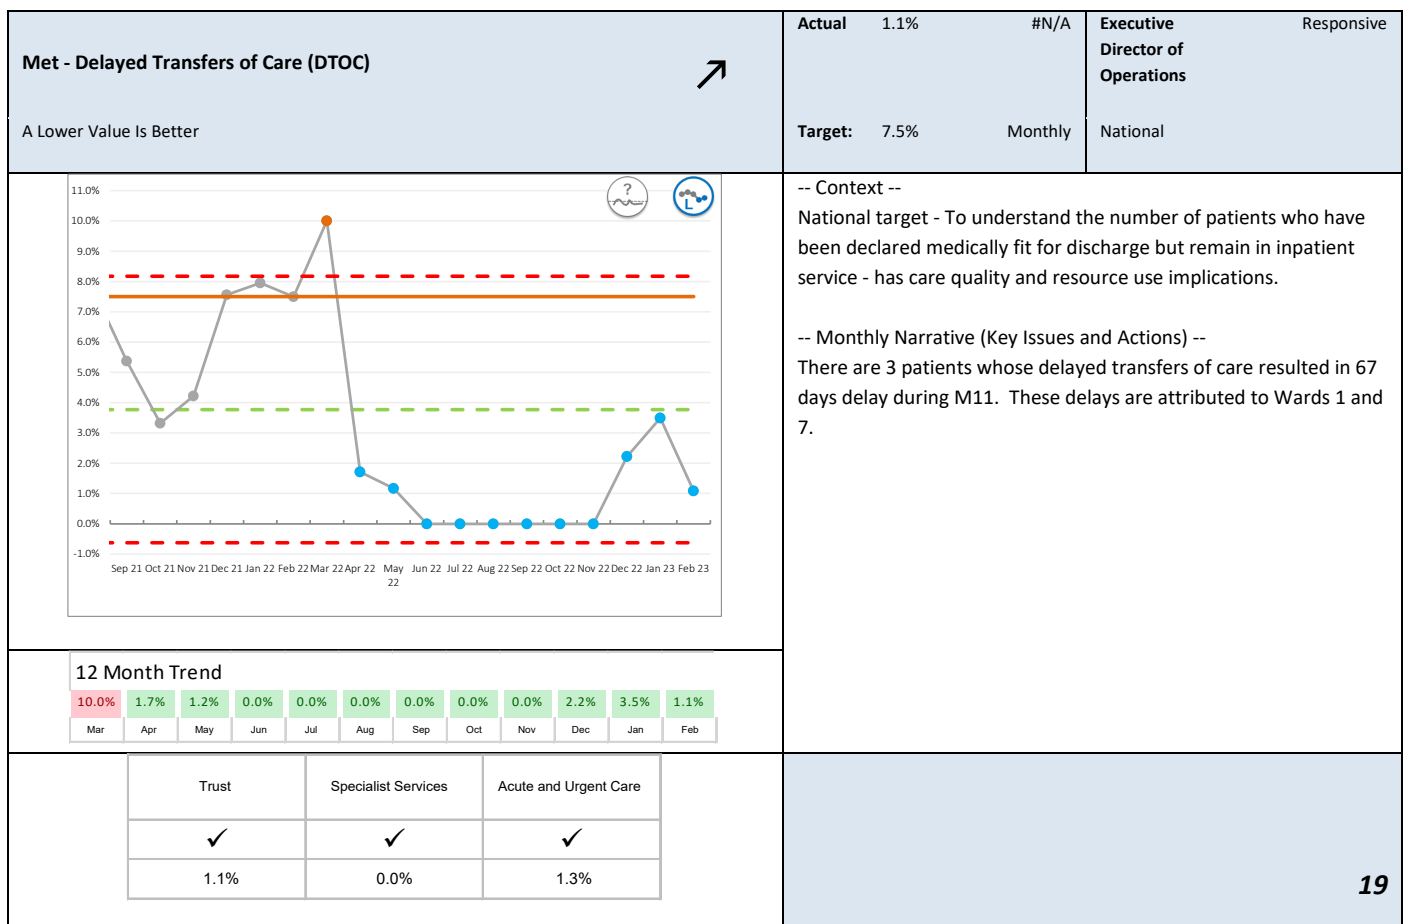 Met - Delayed Transfers of Care (DTOC)
A Lower Value Is Better
Actual 1.1% #N/A
Target: 7.5% Monthly
Executive Responsive
Director of
Operations
National
11.0%
10.0%
9.0%
8.0%
7.0%
6.0%
5.0%
4.0%
3.0%
2.0%
1.0%
0.0%
-1.0%
?
L
Sep 21 Oct 21 Nov 21 Dec 21 Jan 22 Feb 22 Mar 22 Apr 22 May Jun 22 Jul 22 Aug 22 Sep 22 Oct 22 Nov 22 Dec 22 Jan 23 Feb 23
22
-- Context --
National target - To understand the number of patients who have
been declared medically fit for discharge but remain in inpatient
service - has care quality and resource use implications.
-- Monthly Narrative (Key Issues and Actions) --
There are 3 patients whose delayed transfers of care resulted in 67
days delay during M11.  These delays are attributed to Wards 1 and
7.
12 Month Trend
10.0% 1.7% 1.2% 0.0% 0.0% 0.0% 0.0% 0.0% 0.0% 2.2% 3.5% 1.1%
Mar Apr May Jun Jul Aug Sep Oct Nov Dec Jan Feb
Trust Specialist Services Acute and Urgent Care
✓ ✓ ✓
1.1% 0.0% 1.3%
19